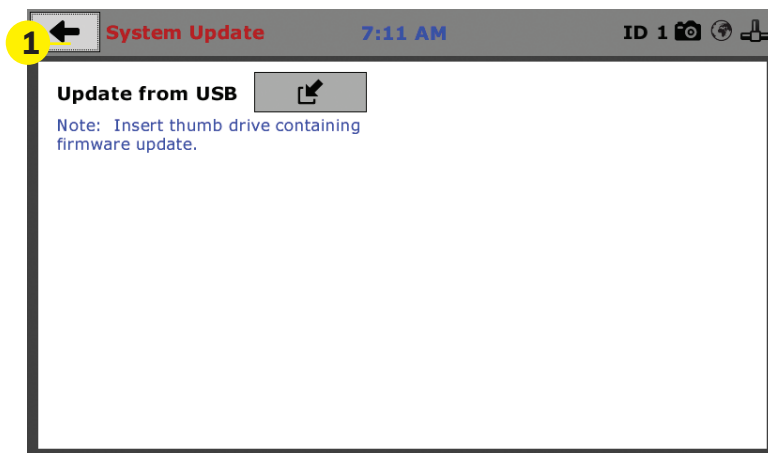 1
System Update 7:11 AM ID 1
Update from USB
Note: Insert thumb drive containing
firmware update.